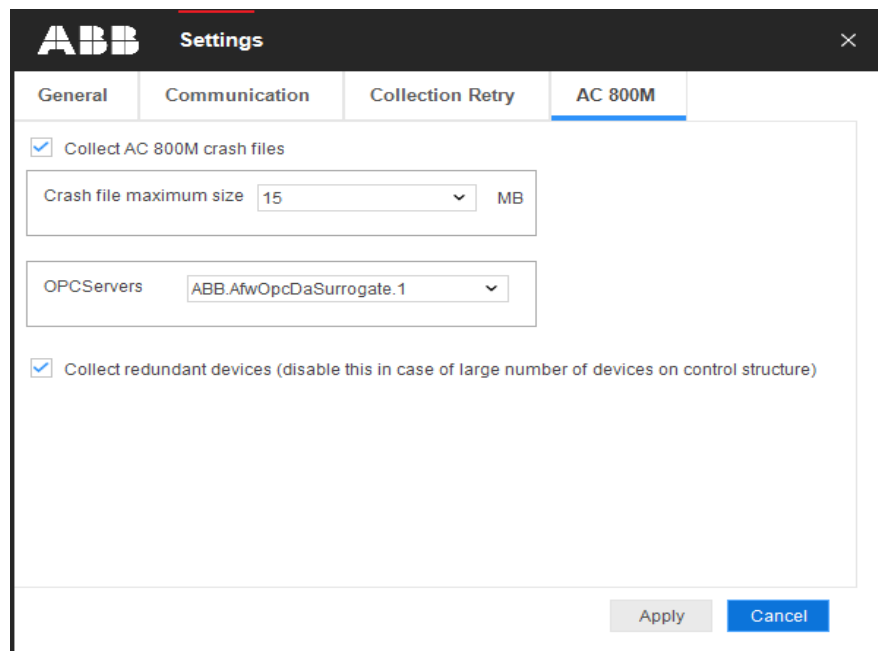 ABB Settings
General Communication Collection Retry AC 800M
Collect AC 800M crash files
Crash file maximum size 15 MB
OPCServers ABB.AfwOpcDaSurrogate.1
Collect redundant devices (disable this in case of large number of devices on control structure)
Apply Cancel